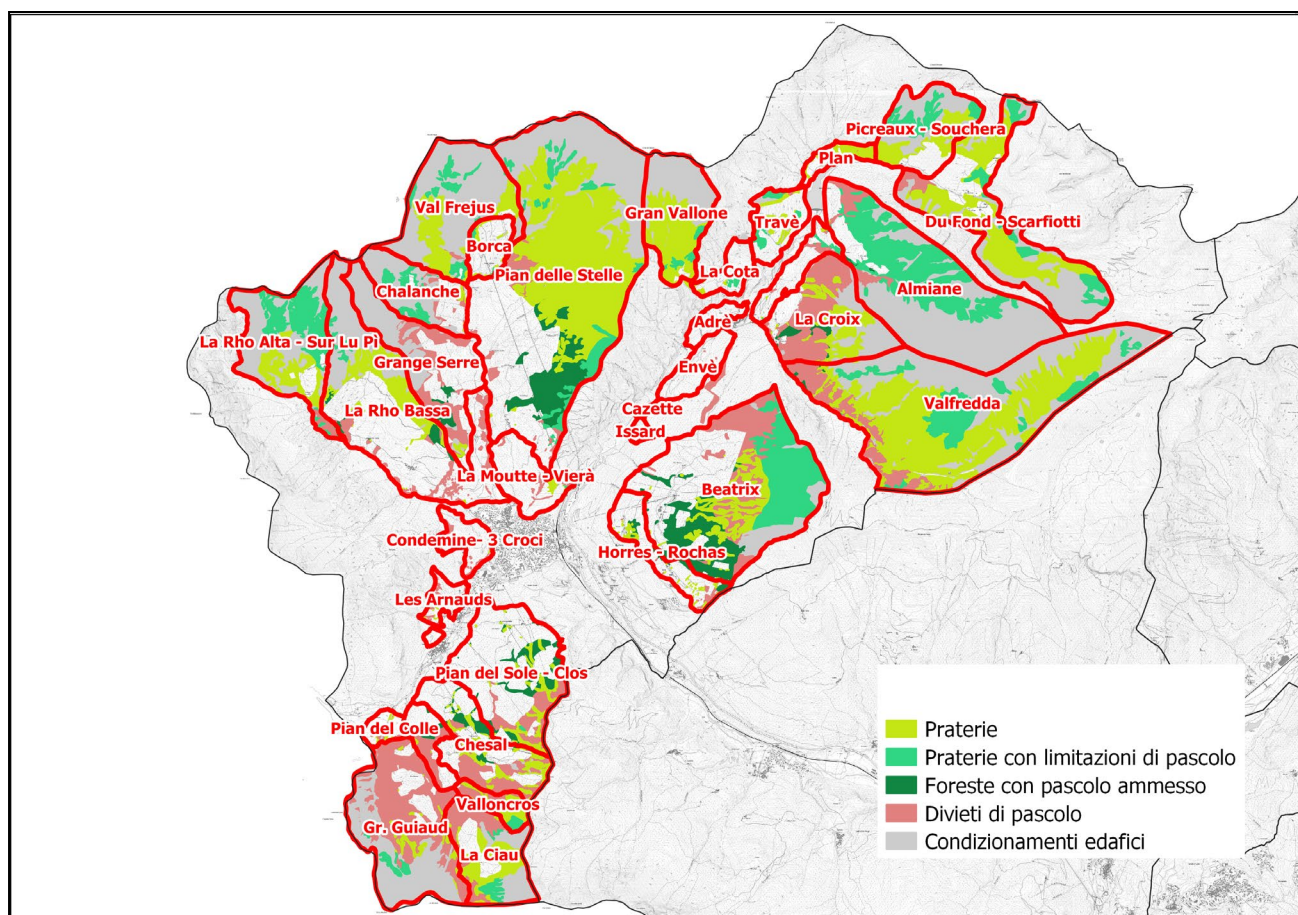 Picreaux - Souchera
Plan
Val Frejus
Gran Vallone
Travè
Du Fond - Scarfiotti
Borca
Pian delle Stelle
La Cota
Chalanche
Almiane
Adrè
La Croix
La Rho Alta - Sur Lu Pì
Grange Serre
Envè
Valfredda
La Rho Bassa
Cazette
Issard
La Moutte - Vierà
Beatrix
Condemine- 3 Croci
Horres - Rochas
Les Arnauds
Pian del Sole - Clos
Pian del Colle
Chesal
Valloncros
Gr. Guiaud
La Ciau
Praterie
Praterie con limitazioni di pascolo
Foreste con pascolo ammesso
Divieti di pascolo
Condizionamenti edafici